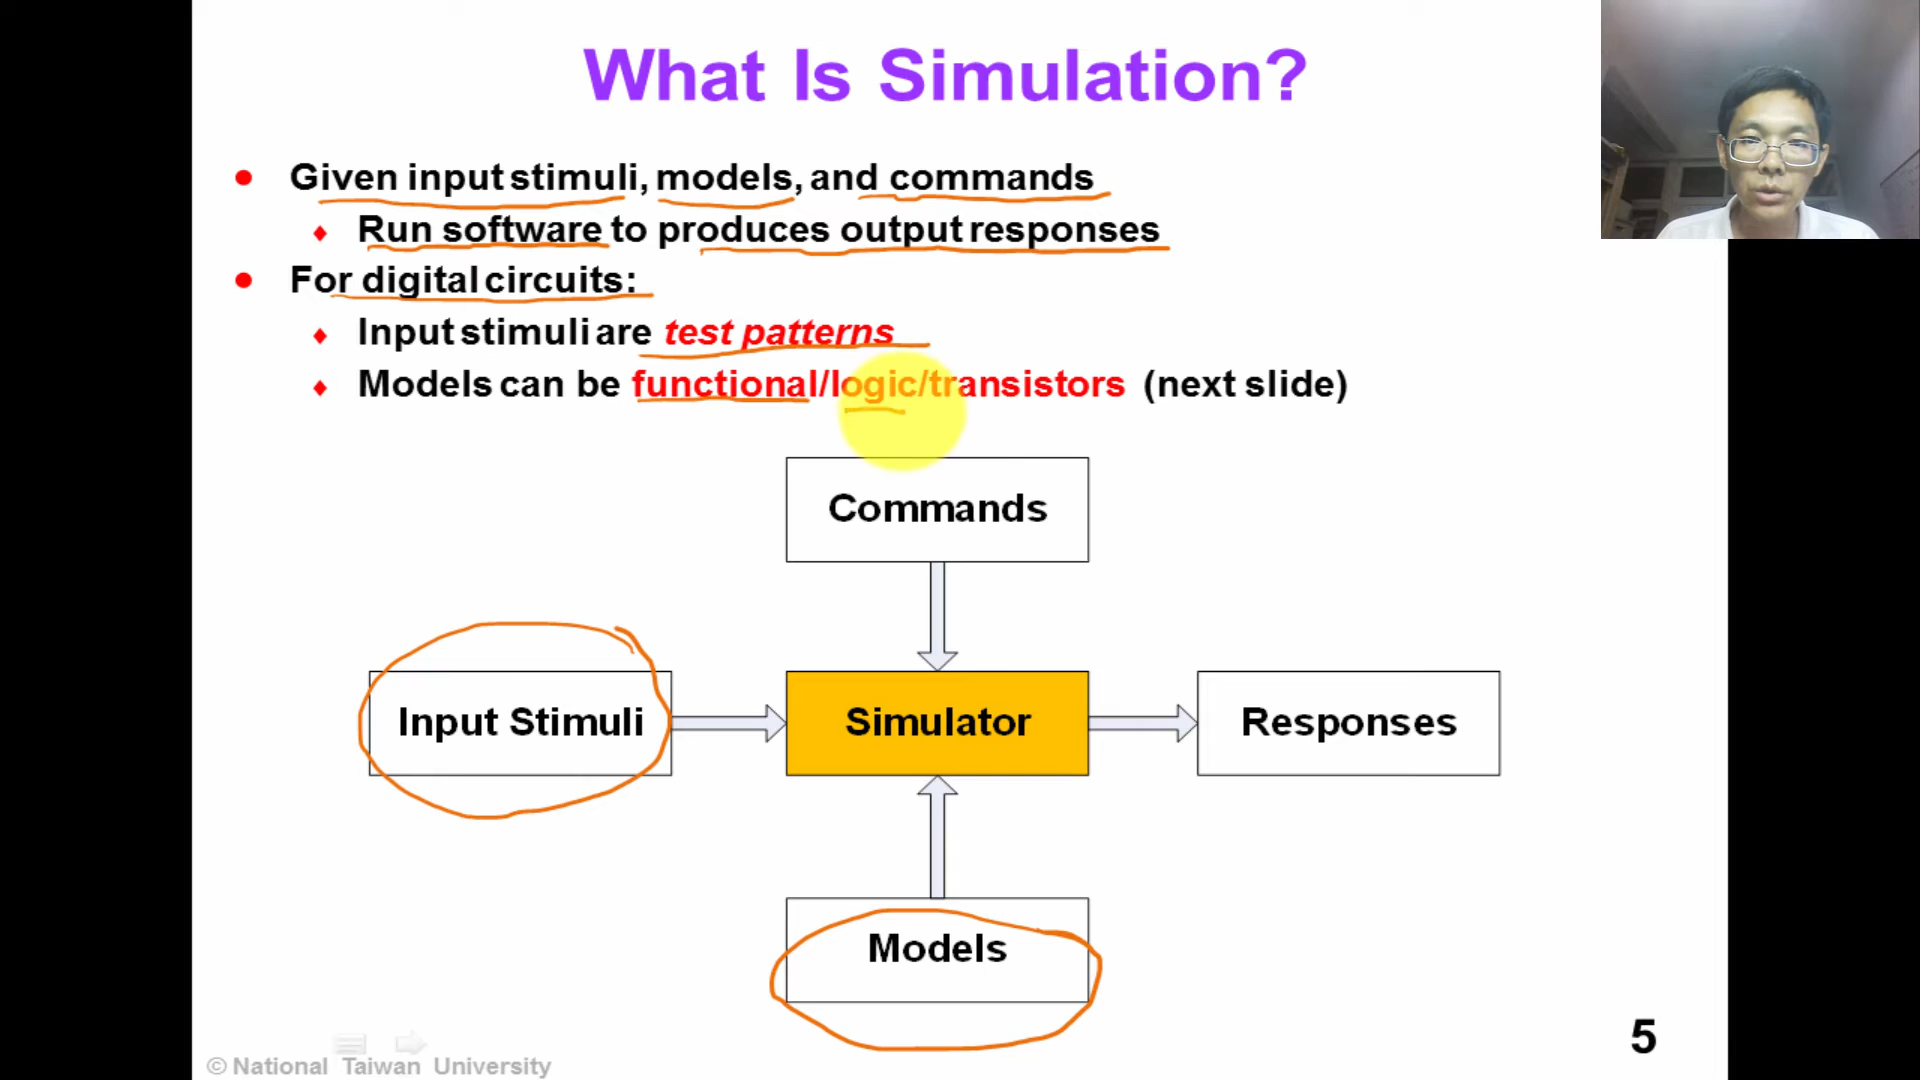 What Is Simulation?
Given input stimuli, models, and commands
Run software to produces output responses
For digital circuits:
Input stimuli are test patterns
Models can be functional/logic/transistors (next slide)
Commands
Input Stimuli
Simulator
Responses
Models
5
© National Taiwan University